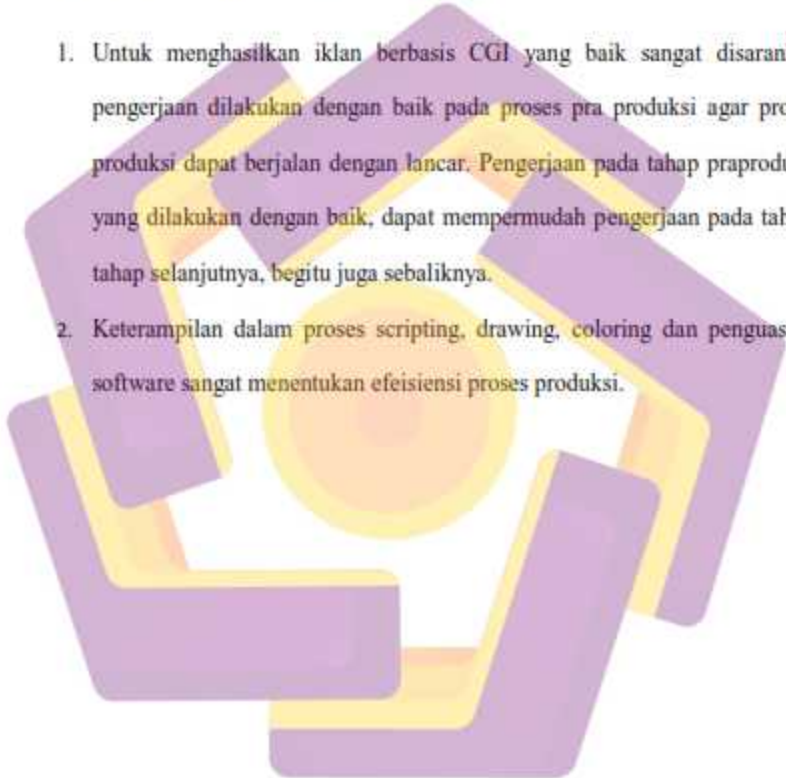 1. Untuk menghasilkan iklan berbasis CGI yang baik sangat disaran
pengerjaan dilakukan dengan baik pada proses pra produksi agar pro
produksi dapat berjalan dengan lancar. Pengerjaan pada tahap praprodu
yang dilakukan dengan baik, dapat mempermudah pengerjaan pada tah
tahap selanjutnya, begitu juga sebaliknya.
2. Keterampilan dalam proses scripting, drawing, coloring dan penguas
software sangat menentukan efeisiensi proses produksi.